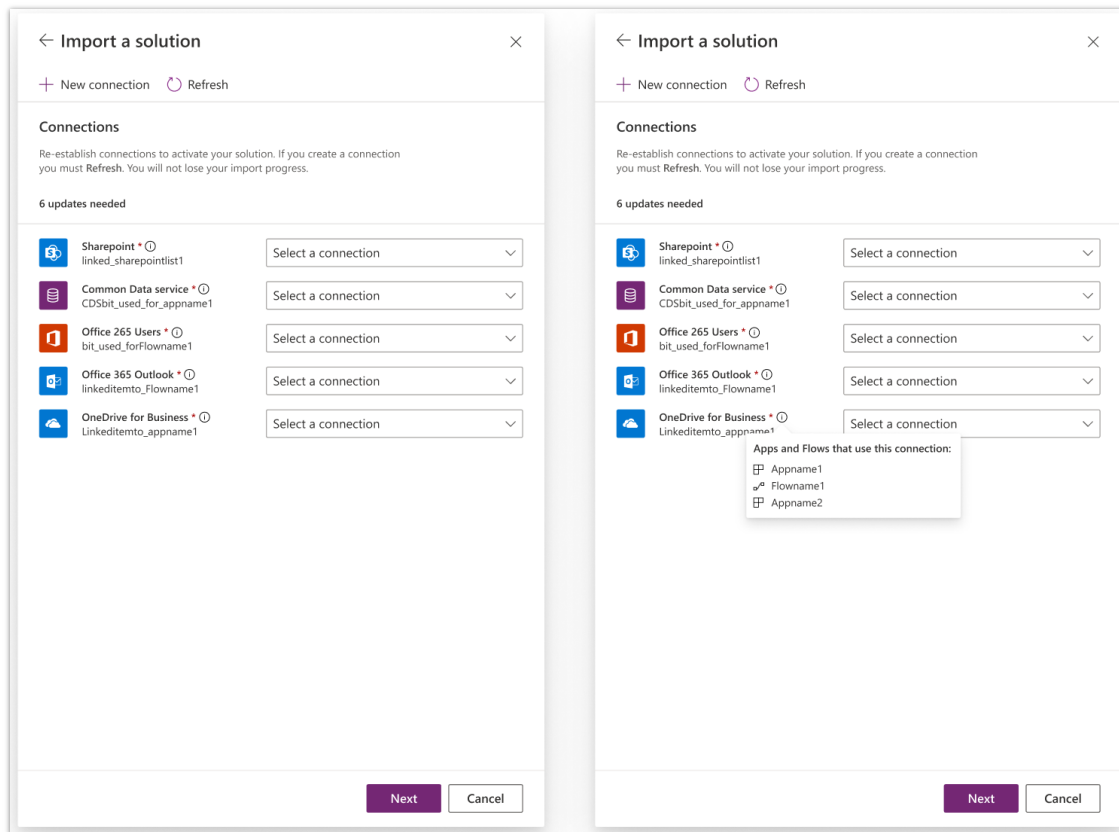 Import a solution
New connection Refresh
Connections
Re-establish connections to activate your solution. If you create a connection
you must Refresh. You will not lose your import progress.
6 updates needed
Sharepoint *
linked_sharepointlist1
Select a connection
Common Data service *
CDSbit_used_for_appname1
Select a connection
Office 265 Users *
bit_used_forFlowname1
Select a connection
Office 365 Outlook *
linkeditemto_Flowname1
Select a connection
OneDrive for Business *
Linkeditemto_appname1
Select a connection
Next Cancel
Import a solution
New connection Refresh
Connections
Re-establish connections to activate your solution. If you create a connection
you must Refresh. You will not lose your import progress.
6 updates needed
Sharepoint *
linked_sharepointlist1
Select a connection
Common Data service *
CDSbit_used_for_appname1
Select a connection
Office 265 Users *
bit_used_forFlowname1
Select a connection
Office 365 Outlook *
linkeditemto_Flowname1
Select a connection
OneDrive for Business *
Linkeditemto_appname1
Select a connection
Apps and Flows that use this connection:
Appname1
Flowname1
Appname2
Next Cancel